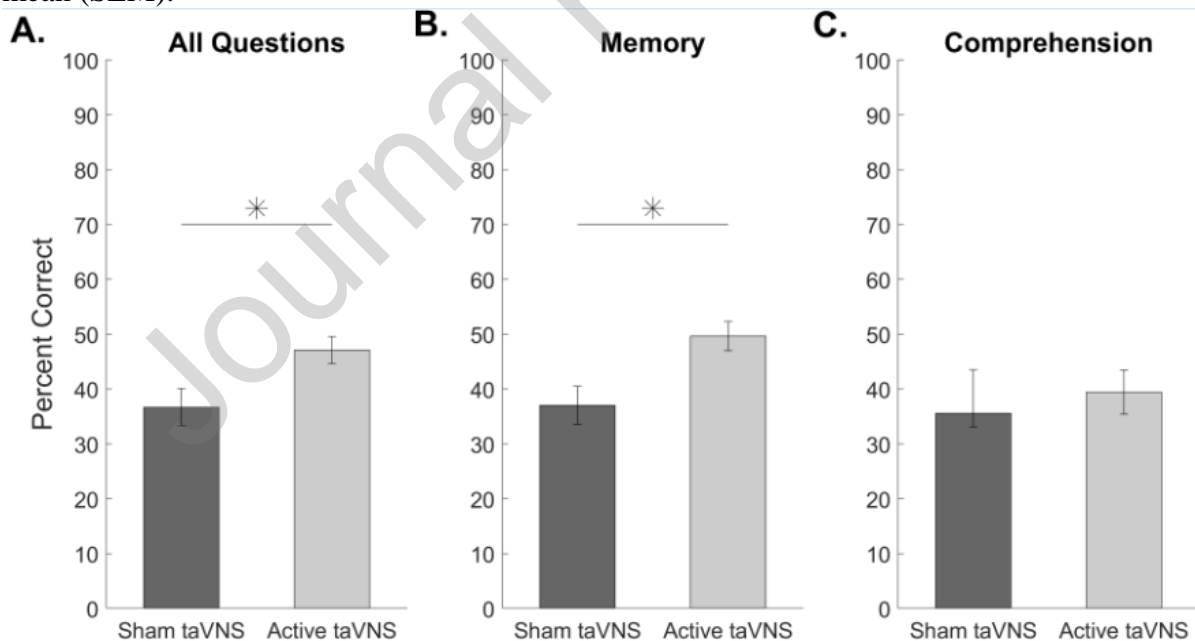 mean (SEM).
A. All Questions B. Memory C. Comprehension
Percent Correct
100 100 100
90 90 90
80 80 80
70 70 70
60 60 60
50 50 50
40 40 40
30 30 30
20 20 20
10 10 10
0 0 0
* *
Sham taVNS Active taVNS Sham taVNS Active taVNS Sham taVNS Active taVNS
Journal